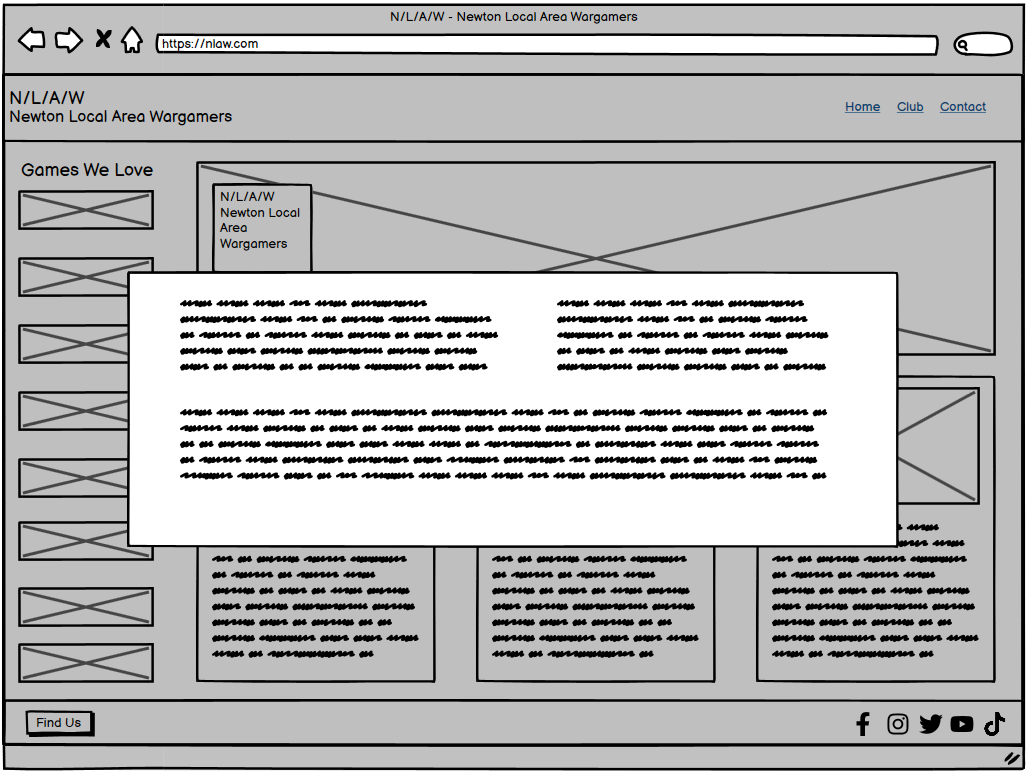 N/L/A/W - Newton Local Area Wargamers
https://nlaw.com
N/L/A/W
Newton Local Area Wargamers
Home Club Contact
Games We Love
N/L/A/W
Newton Local
Area
Wargamers
Find Us